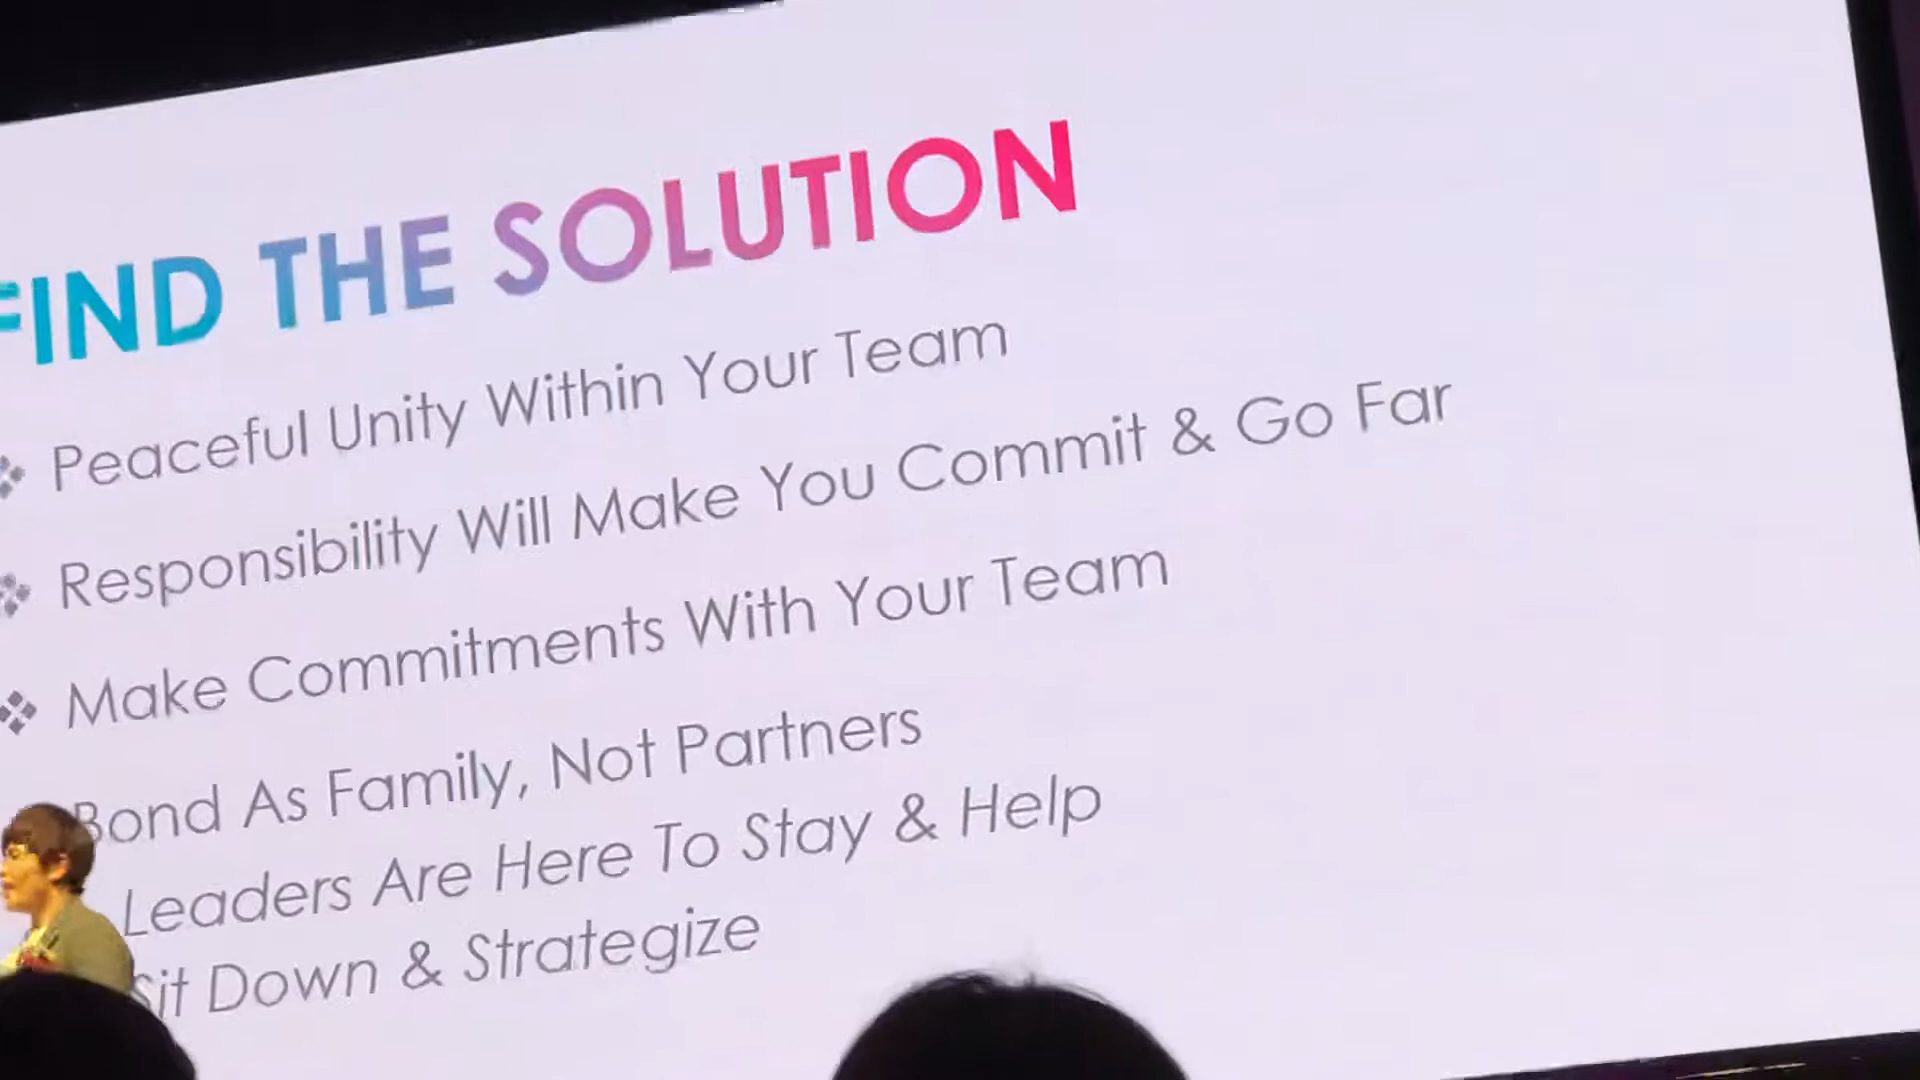 FIND THE SOLUTION
Peaceful Unity Within Your Team
Responsibility Will Make You Commit & Go Far
Make Commitments With Your Team
Bond As Family, Not Partners
Leaders Are Here To Stay & Help
Sit Down & Strategize